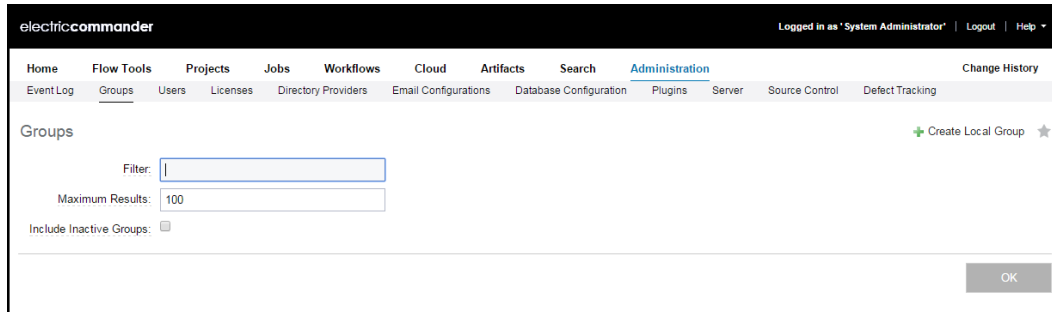 electriccommander Logged in as 'System Administrator' | Logout | Help
Home Flow Tools Projects Jobs Workflows Cloud Artifacts Search Administration Change History
Event Log Groups Users Licenses Directory Providers Email Configurations Database Configuration Plugins Server Source Control Defect Tracking
Groups Create Local Group
Filter:
Maximum Results: 100
Include Inactive Groups:
OK